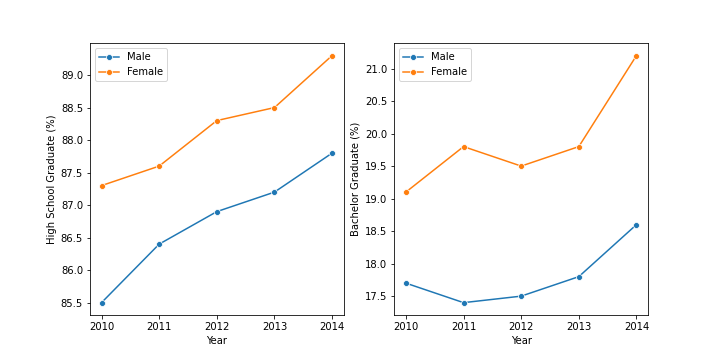 Male
Female
High School Graduate (%)
89.0
88.5
88.0
87.5
87.0
86.5
86.0
85.5
2010 2011 2012 2013 2014
Year
Male
Female
Bachelor Graduate (%)
21.0
20.5
20.0
19.5
19.0
18.5
18.0
17.5
2010 2011 2012 2013 2014
Year